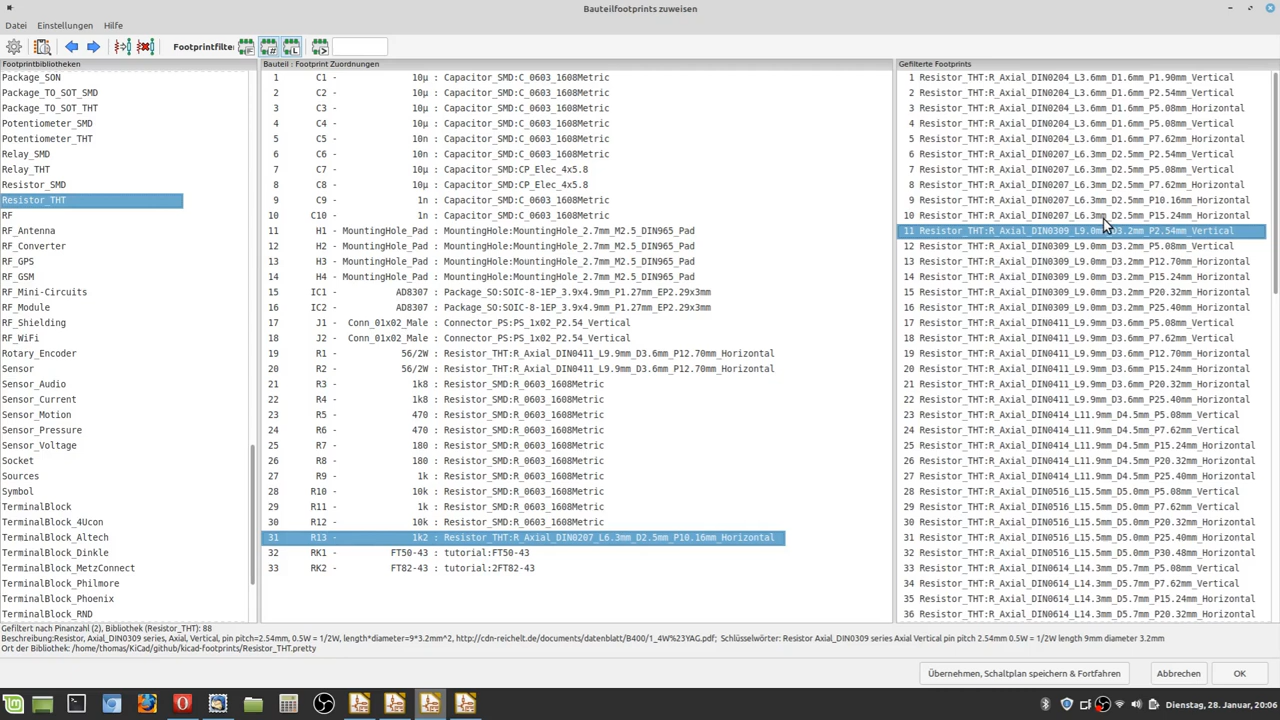 Bauteilfootprints zuweisen
Datei Einstellungen Hilfe
Footprintfilter:
Footprintbibliotheken
Package_SON
Package_TO_SOT_SMD
Package_TO_SOT_THT
Potentiometer_SMD
Potentiometer_THT
Relay_SMD
Relay_THT
Resistor_SMD
Resistor_THT
RF
RF_Antenna
RF_Converter
RF_GPS
RF_GSM
RF_Mini-Circuits
RF_Module
RF_Shielding
RF_WiFi
Rotary_Encoder
Sensor
Sensor_Audio
Sensor_Current
Sensor_Motion
Sensor_Pressure
Sensor_Voltage
Socket
Sources
Symbol
TerminalBlock
TerminalBlock_4Ucon
TerminalBlock_Altech
TerminalBlock_Dinkle
TerminalBlock_MetzConnect
TerminalBlock_Philmore
TerminalBlock_Phoenix
TerminalBlock_RND
Bauteil : Footprint Zuordnungen
1 C1 - 10µ : Capacitor_SMD:C_0603_1608Metric
2 C2 - 10µ : Capacitor_SMD:C_0603_1608Metric
3 C3 - 10µ : Capacitor_SMD:C_0603_1608Metric
4 C4 - 10µ : Capacitor_SMD:C_0603_1608Metric
5 C5 - 10n : Capacitor_SMD:C_0603_1608Metric
6 C6 - 10n : Capacitor_SMD:C_0603_1608Metric
7 C7 - 10µ : Capacitor_SMD:CP_Elec_4x5.8
8 C8 - 10µ : Capacitor_SMD:CP_Elec_4x5.8
9 C9 - 1n : Capacitor_SMD:C_0603_1608Metric
10 C10 - 1n : Capacitor_SMD:C_0603_1608Metric
11 H1 - MountingHole_Pad : MountingHole:MountingHole_2.7mm_M2.5_DIN965_Pad
12 H2 - MountingHole_Pad : MountingHole:MountingHole_2.7mm_M2.5_DIN965_Pad
13 H3 - MountingHole_Pad : MountingHole:MountingHole_2.7mm_M2.5_DIN965_Pad
14 H4 - MountingHole_Pad : MountingHole:MountingHole_2.7mm_M2.5_DIN965_Pad
15 IC1 - AD8307 : Package_SO:SOIC-8-1EP_3.9x4.9mm_P1.27mm_EP2.29x3mm
16 IC2 - AD8307 : Package_SO:SOIC-8-1EP_3.9x4.9mm_P1.27mm_EP2.29x3mm
17 J1 - Conn_01x02_Male : Connector_PS:PS_1x02_P2.54_Vertical
18 J2 - Conn_01x02_Male : Connector_PS:PS_1x02_P2.54_Vertical
19 R1 - 56/2W : Resistor_THT:R_Axial_DIN0411_L9.9mm_D3.6mm_P12.70mm_Horizontal
20 R2 - 56/2W : Resistor_THT:R_Axial_DIN0411_L9.9mm_D3.6mm_P12.70mm_Horizontal
21 R3 - 1k8 : Resistor_SMD:R_0603_1608Metric
22 R4 - 1k8 : Resistor_SMD:R_0603_1608Metric
23 R5 - 470 : Resistor_SMD:R_0603_1608Metric
24 R6 - 470 : Resistor_SMD:R_0603_1608Metric
25 R7 - 180 : Resistor_SMD:R_0603_1608Metric
26 R8 - 180 : Resistor_SMD:R_0603_1608Metric
27 R9 - 1k : Resistor_SMD:R_0603_1608Metric
28 R10 - 10k : Resistor_SMD:R_0603_1608Metric
29 R11 - 1k : Resistor_SMD:R_0603_1608Metric
30 R12 - 10k : Resistor_SMD:R_0603_1608Metric
31 R13 - 1k2 : Resistor_THT:R_Axial_DIN0207_L6.3mm_D2.5mm_P10.16mm_Horizontal
32 RK1 - FT50-43 : tutorial:FT50-43
33 RK2 - FT82-43 : tutorial:2FT82-43
Gefilterte Footprints
1 Resistor_THT:R_Axial_DIN0204_L3.6mm_D1.6mm_P1.90mm_Vertical
2 Resistor_THT:R_Axial_DIN0204_L3.6mm_D1.6mm_P2.54mm_Vertical
3 Resistor_THT:R_Axial_DIN0204_L3.6mm_D1.6mm_P5.08mm_Horizontal
4 Resistor_THT:R_Axial_DIN0204_L3.6mm_D1.6mm_P5.08mm_Vertical
5 Resistor_THT:R_Axial_DIN0204_L3.6mm_D1.6mm_P7.62mm_Horizontal
6 Resistor_THT:R_Axial_DIN0207_L6.3mm_D2.5mm_P2.54mm_Vertical
7 Resistor_THT:R_Axial_DIN0207_L6.3mm_D2.5mm_P5.08mm_Vertical
8 Resistor_THT:R_Axial_DIN0207_L6.3mm_D2.5mm_P7.62mm_Horizontal
9 Resistor_THT:R_Axial_DIN0207_L6.3mm_D2.5mm_P10.16mm_Horizontal
10 Resistor_THT:R_Axial_DIN0207_L6.3mm_D2.5mm_P15.24mm_Horizontal
11 Resistor_THT:R_Axial_DIN0309_L9.0mm_D3.2mm_P2.54mm_Vertical
12 Resistor_THT:R_Axial_DIN0309_L9.0mm_D3.2mm_P5.08mm_Vertical
13 Resistor_THT:R_Axial_DIN0309_L9.0mm_D3.2mm_P12.70mm_Horizontal
14 Resistor_THT:R_Axial_DIN0309_L9.0mm_D3.2mm_P15.24mm_Horizontal
15 Resistor_THT:R_Axial_DIN0309_L9.0mm_D3.2mm_P20.32mm_Horizontal
16 Resistor_THT:R_Axial_DIN0309_L9.0mm_D3.2mm_P25.40mm_Horizontal
17 Resistor_THT:R_Axial_DIN0411_L9.9mm_D3.6mm_P5.08mm_Vertical
18 Resistor_THT:R_Axial_DIN0411_L9.9mm_D3.6mm_P7.62mm_Vertical
19 Resistor_THT:R_Axial_DIN0411_L9.9mm_D3.6mm_P12.70mm_Horizontal
20 Resistor_THT:R_Axial_DIN0411_L9.9mm_D3.6mm_P15.24mm_Horizontal
21 Resistor_THT:R_Axial_DIN0411_L9.9mm_D3.6mm_P20.32mm_Horizontal
22 Resistor_THT:R_Axial_DIN0411_L9.9mm_D3.6mm_P25.40mm_Horizontal
23 Resistor_THT:R_Axial_DIN0414_L11.9mm_D4.5mm_P5.08mm_Vertical
24 Resistor_THT:R_Axial_DIN0414_L11.9mm_D4.5mm_P7.62mm_Vertical
25 Resistor_THT:R_Axial_DIN0414_L11.9mm_D4.5mm_P15.24mm_Horizontal
26 Resistor_THT:R_Axial_DIN0414_L11.9mm_D4.5mm_P20.32mm_Horizontal
27 Resistor_THT:R_Axial_DIN0414_L11.9mm_D4.5mm_P25.40mm_Horizontal
28 Resistor_THT:R_Axial_DIN0516_L15.5mm_D5.0mm_P5.08mm_Vertical
29 Resistor_THT:R_Axial_DIN0516_L15.5mm_D5.0mm_P7.62mm_Vertical
30 Resistor_THT:R_Axial_DIN0516_L15.5mm_D5.0mm_P20.32mm_Horizontal
31 Resistor_THT:R_Axial_DIN0516_L15.5mm_D5.0mm_P25.40mm_Horizontal
32 Resistor_THT:R_Axial_DIN0516_L15.5mm_D5.0mm_P30.48mm_Horizontal
33 Resistor_THT:R_Axial_DIN0614_L14.3mm_D5.7mm_P5.08mm_Vertical
34 Resistor_THT:R_Axial_DIN0614_L14.3mm_D5.7mm_P7.62mm_Vertical
35 Resistor_THT:R_Axial_DIN0614_L14.3mm_D5.7mm_P15.24mm_Horizontal
36 Resistor_THT:R_Axial_DIN0614_L14.3mm_D5.7mm_P20.32mm_Horizontal
Gefiltert nach Pinanzahl (2), Bibliothek (Resistor_THT): 88
Beschreibung:Resistor, Axial_DIN0309 series, Axial, Vertical, pin pitch=2.54mm, 0.5W = 1/2W, length*diameter=9*3.2mm^2, http://cdn-reichelt.de/documents/datenblatt/B400/1_4W%23YAG.pdf; Schlüsselwörter: Resistor Axial_DIN0309 series Axial Vertical pin pitch 2.54mm 0.5W = 1/2W length 9mm diameter 3.2mm
Ort der Bibliothek: /home/thomas/KiCad/github/kicad-footprints/Resistor_THT.pretty
Übernehmen, Schaltplan speichern & Fortfahren Abbrechen OK
Dienstag, 28. Januar, 20:06